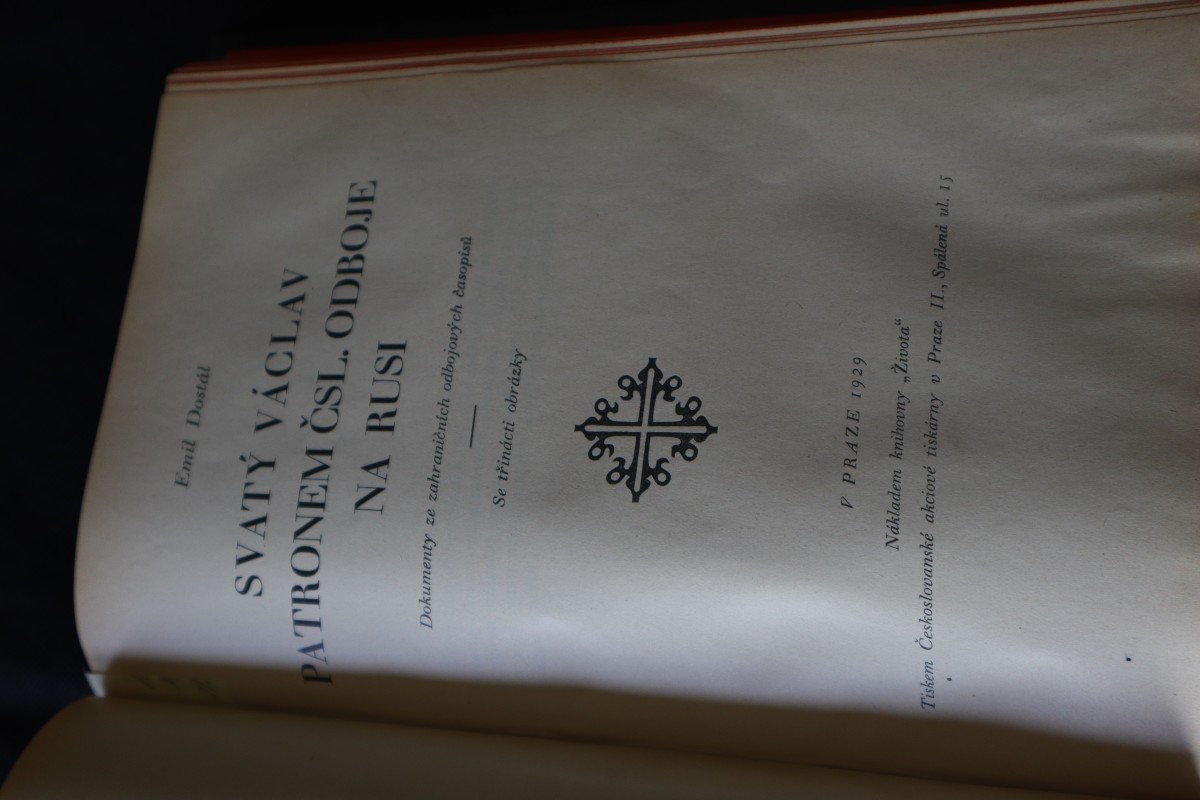 Emil Dostál
SVATÝ VÁCLAV
PATRONEM ČSL. ODBOJE
NA RUSI
Dokumenty ze zahraničních odbojových časopisů
Se třinácti obrázky
V PRAZE 1929
Nákladem knihovny „Života“
Tiskem Českoslovanské akciové tiskárny v Praze II., Spálená ul. 15